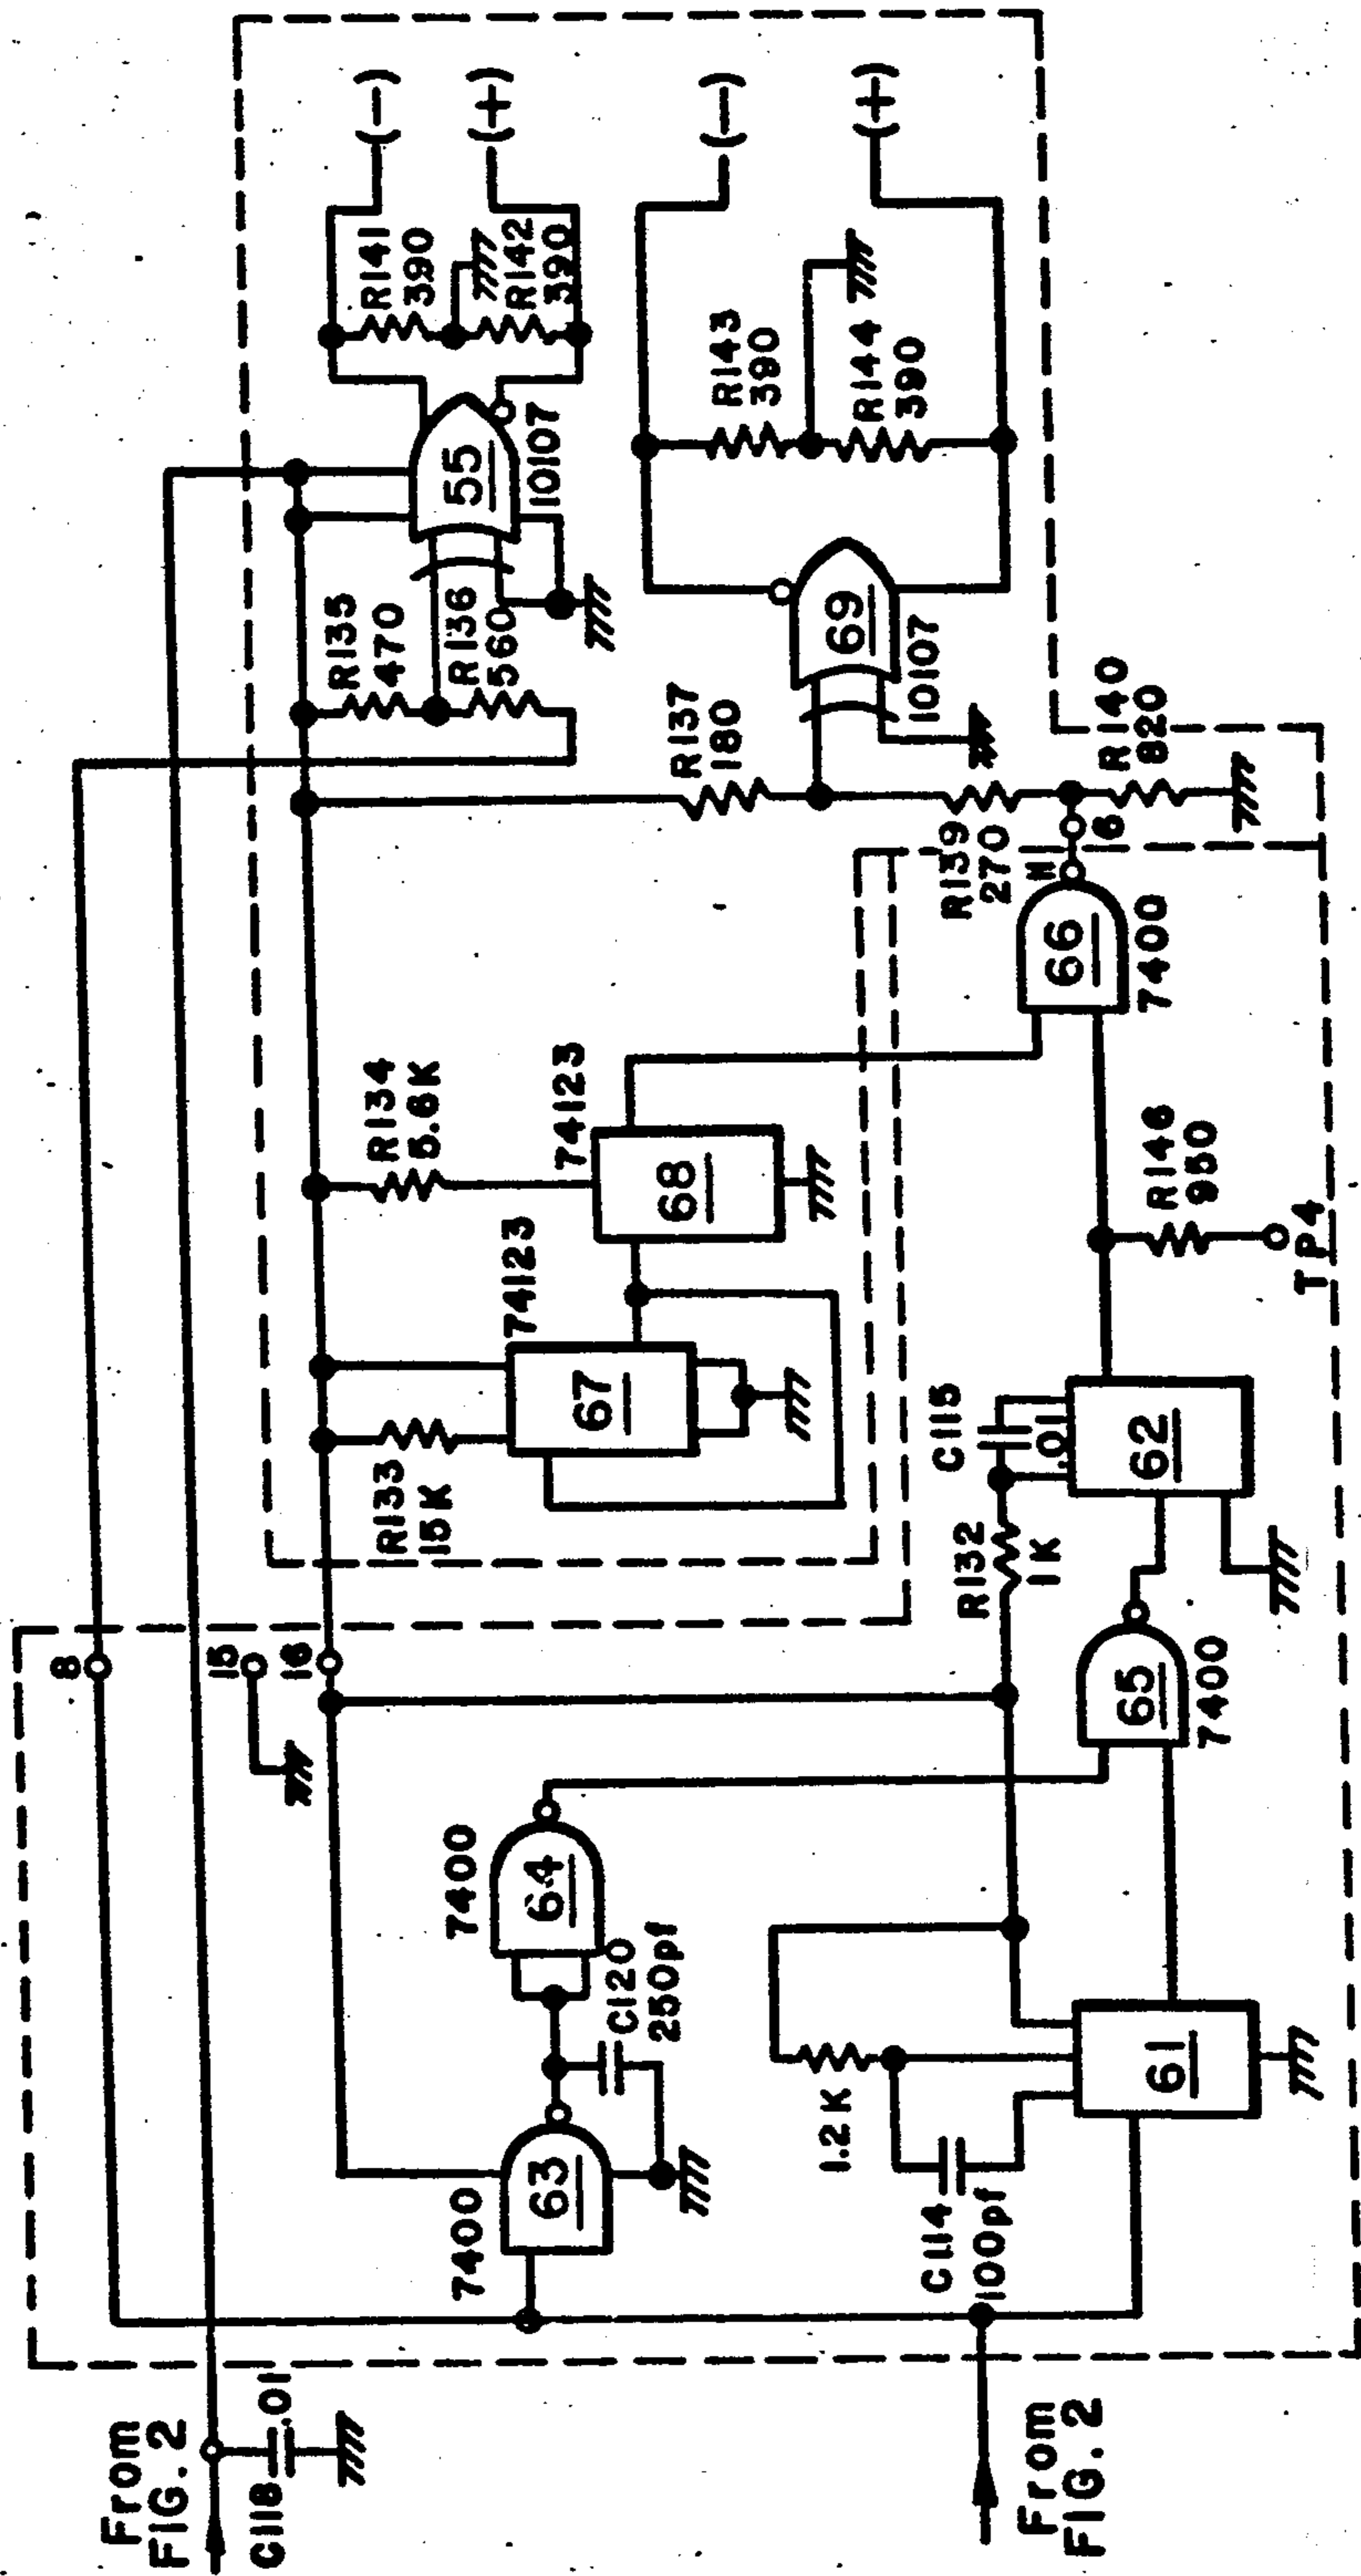 From
FIG. 2
C118
.01
From
FIG. 2
8
15
16
7400
63
7400
64
C120
250pf
1.2K
C114
100pf
61
65
7400
R132
1K
C115
.01
62
R133
15K
74123
67
R134
5.6K
74123
68
R146
950
TP4
66
7400
M
16
R139
270
R140
820
R137
180
69
10107
R135
470
R136
560
55
10107
R141
390
R142
390
(-)
(+)
R143
390
R144
390
(-)
(+)